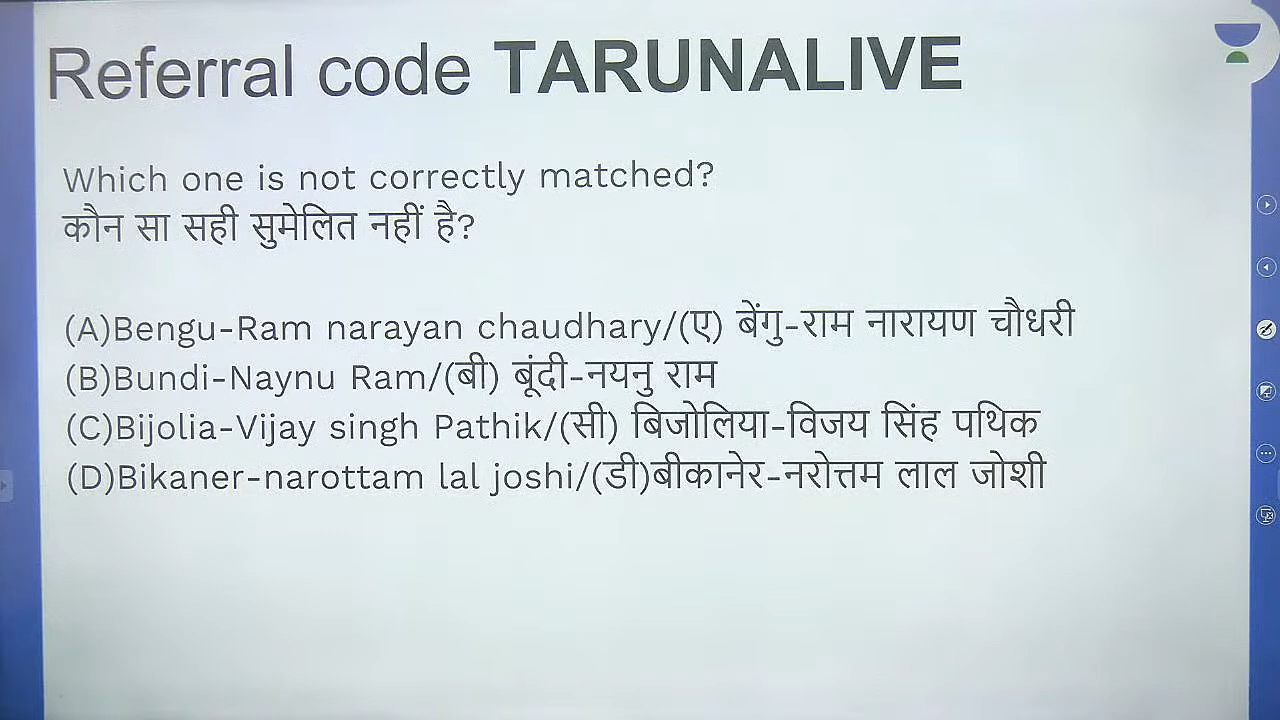 Referral code TARUNALIVE
Which one is not correctly matched?
कौन सा सही सुमेलित नहीं है?
(A)Bengu-Ram narayan chaudhary/(ए) बेंगु-राम नारायण चौधरी
(B)Bundi-Naynu Ram/(बी) बूंदी-नयनु राम
(C)Bijolia-Vijay singh Pathik/(सी) बिजोलिया-विजय सिंह पथिक
(D)Bikaner-narottam lal joshi/(डी)बीकानेर-नरोत्तम लाल जोशी